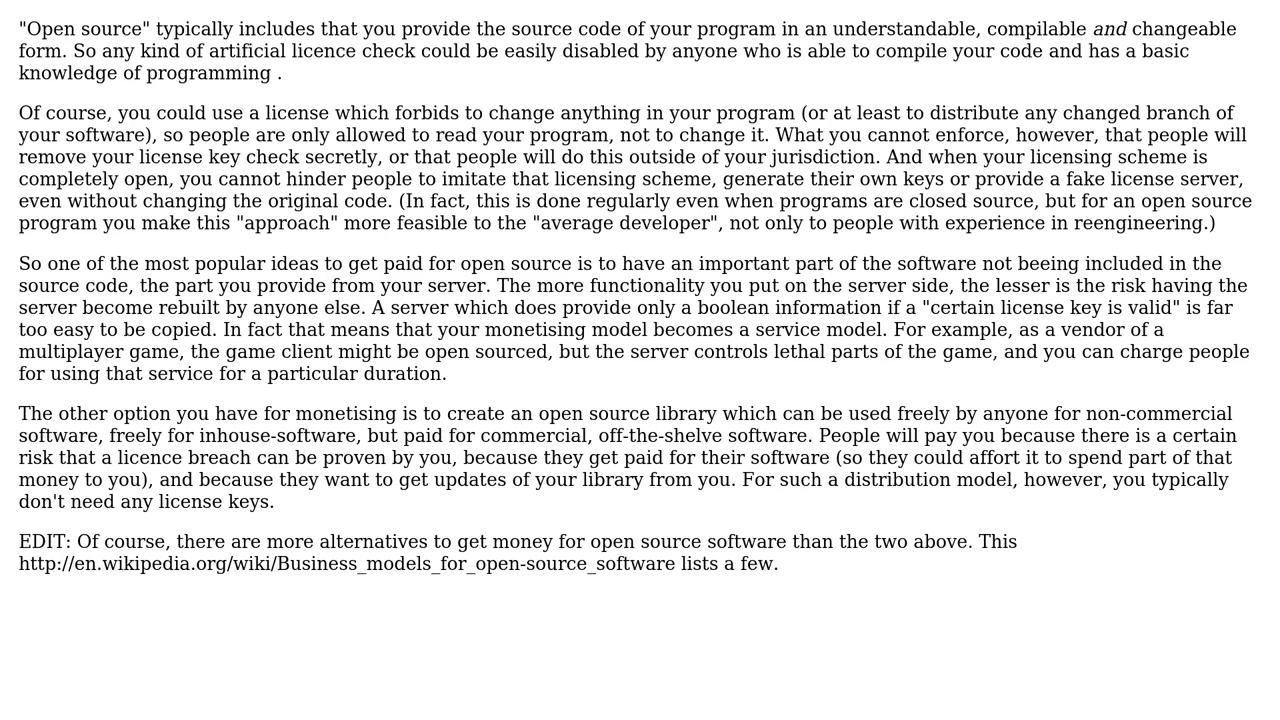 "Open source" typically includes that you provide the source code of your program in an understandable, compilable and changeable
form. So any kind of artificial licence check could be easily disabled by anyone who is able to compile your code and has a basic
knowledge of programming .
Of course, you could use a license which forbids to change anything in your program (or at least to distribute any changed branch of
your software), so people are only allowed to read your program, not to change it. What you cannot enforce, however, that people will
remove your license key check secretly, or that people will do this outside of your jurisdiction. And when your licensing scheme is
completely open, you cannot hinder people to imitate that licensing scheme, generate their own keys or provide a fake license server,
even without changing the original code. (In fact, this is done regularly even when programs are closed source, but for an open source
program you make this "approach" more feasible to the "average developer", not only to people with experience in reengineering.)
So one of the most popular ideas to get paid for open source is to have an important part of the software not beeing included in the
source code, the part you provide from your server. The more functionality you put on the server side, the lesser is the risk having the
server become rebuilt by anyone else. A server which does provide only a boolean information if a "certain license key is valid" is far
too easy to be copied. In fact that means that your monetising model becomes a service model. For example, as a vendor of a
multiplayer game, the game client might be open sourced, but the server controls lethal parts of the game, and you can charge people
for using that service for a particular duration.
The other option you have for monetising is to create an open source library which can be used freely by anyone for non-commercial
software, freely for inhouse-software, but paid for commercial, off-the-shelve software. People will pay you because there is a certain
risk that a licence breach can be proven by you, because they get paid for their software (so they could affort it to spend part of that
money to you), and because they want to get updates of your library from you. For such a distribution model, however, you typically
don't need any license keys.
EDIT: Of course, there are more alternatives to get money for open source software than the two above. This
http://en.wikipedia.org/wiki/Business_models_for_open-source_software lists a few.